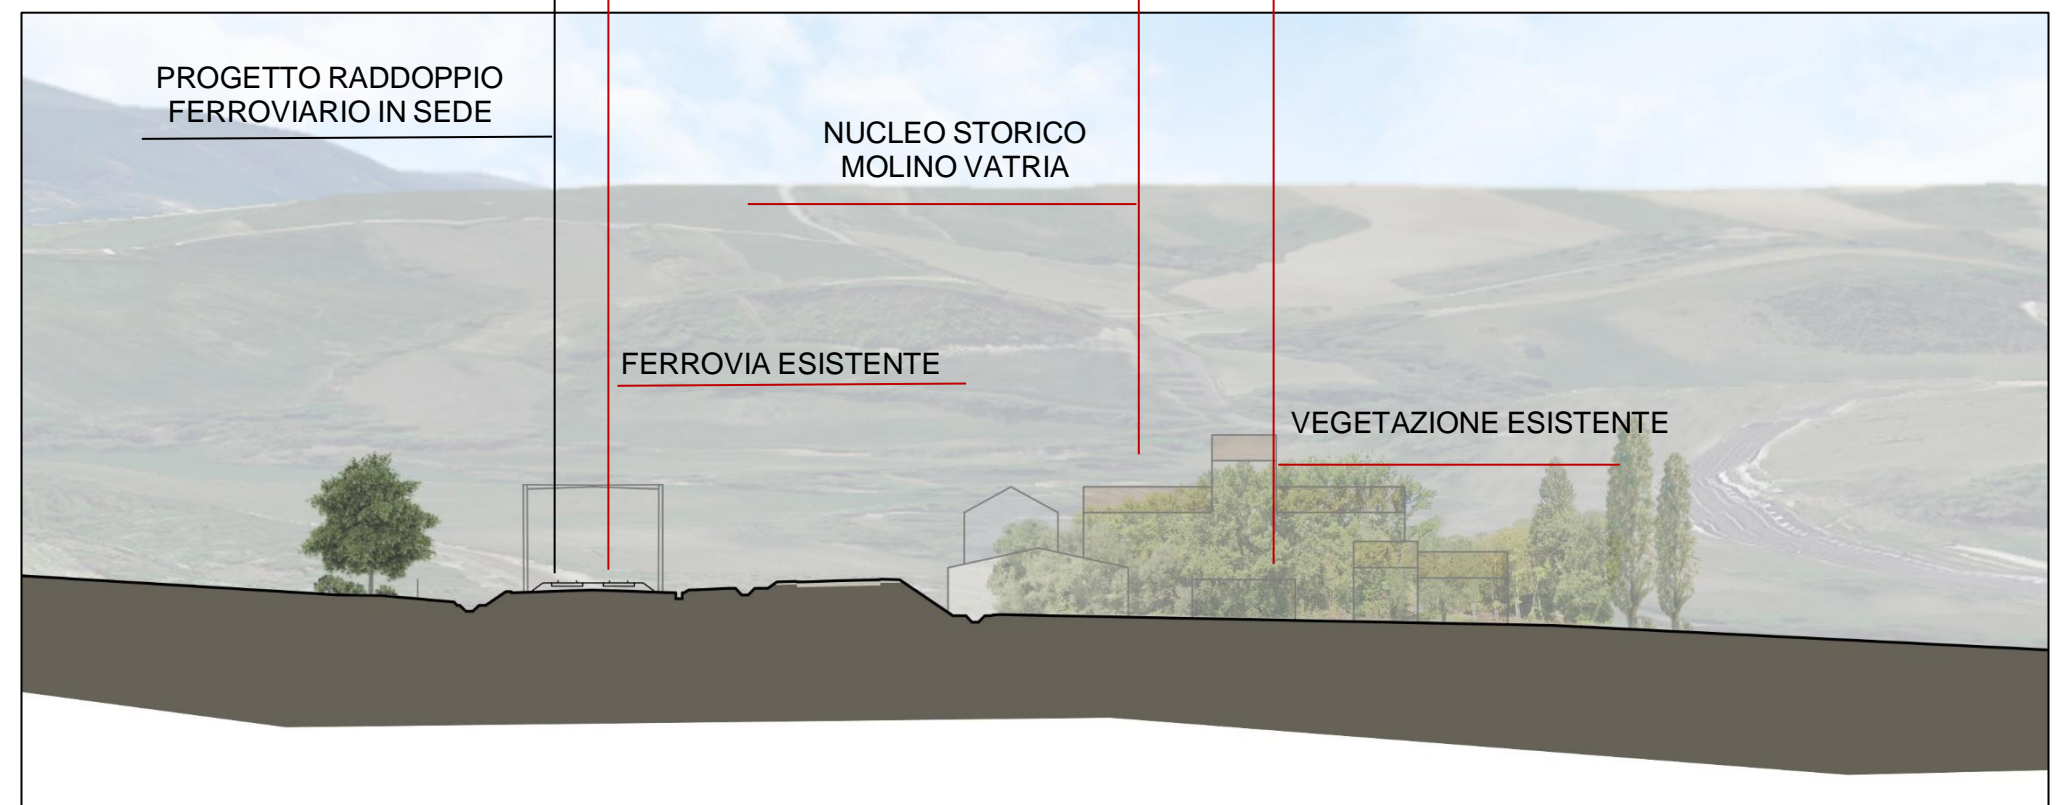 PROGETTO RADDOPPIO
FERROVIARIO IN SEDE
NUCLEO STORICO
MOLINO VATRIA
FERROVIA ESISTENTE
VEGETAZIONE ESISTENTE